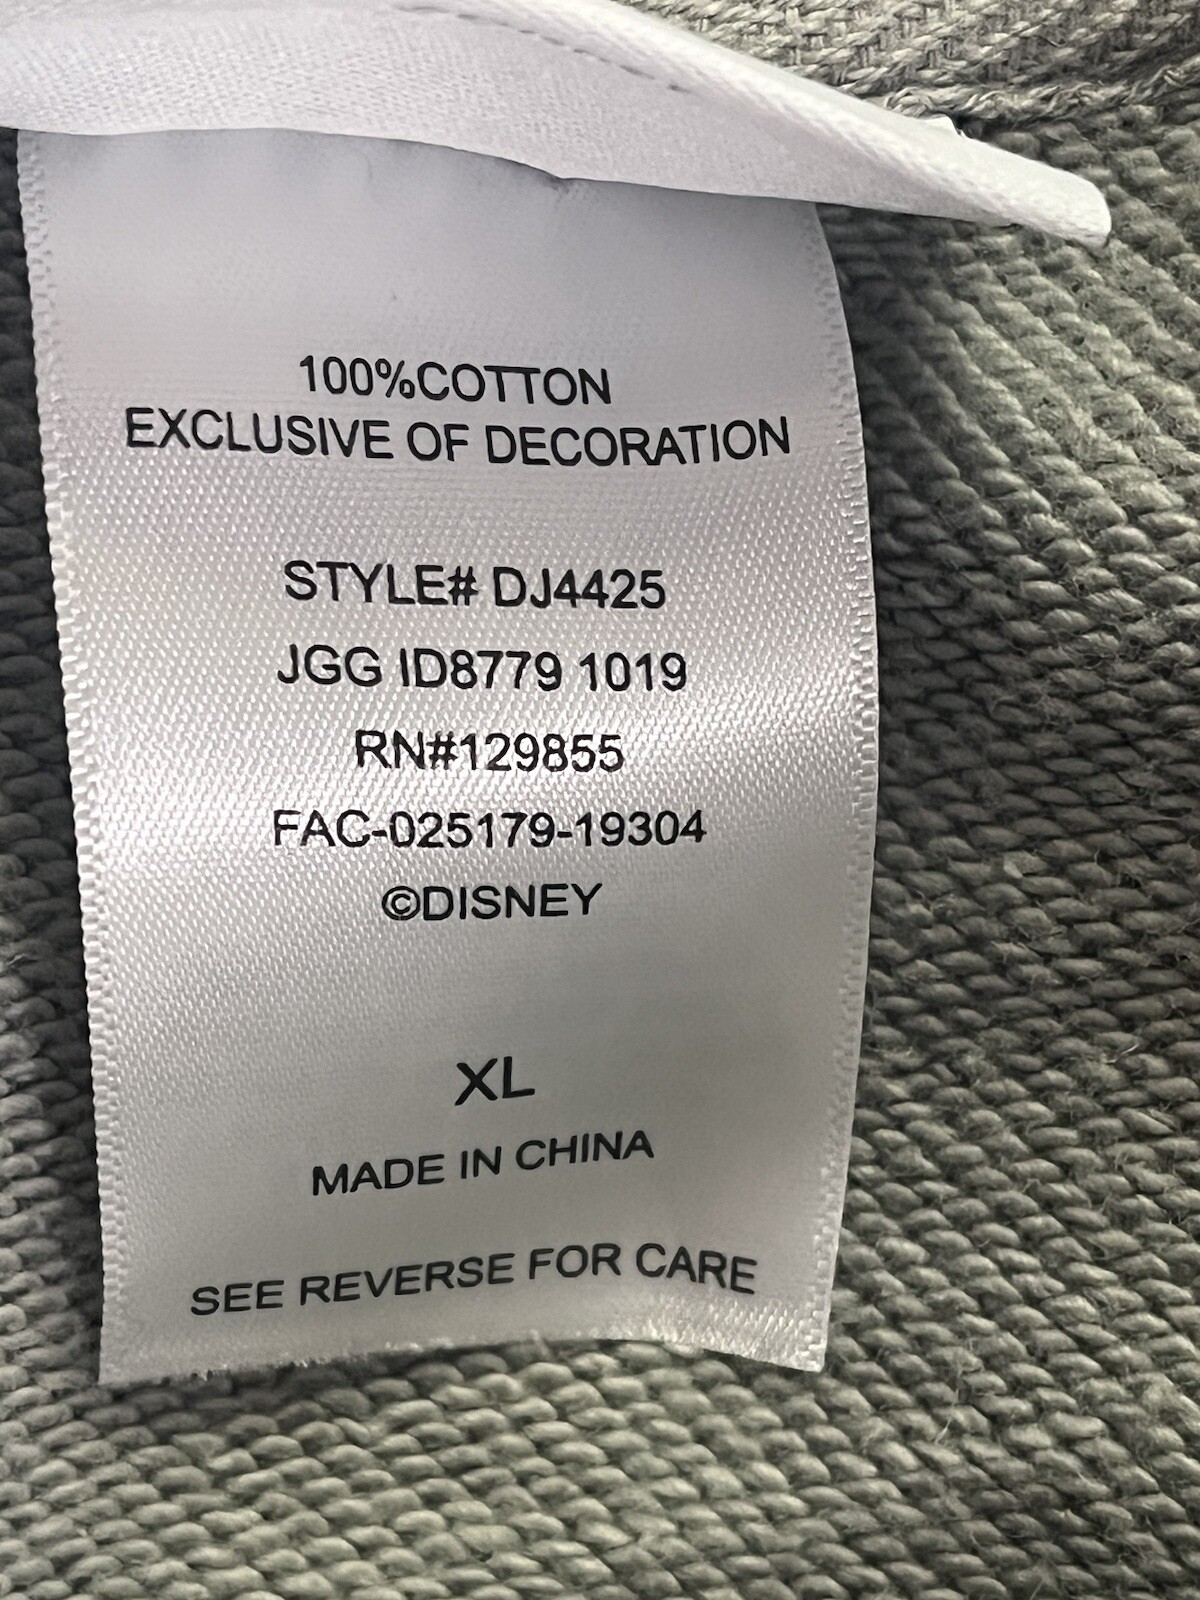 100%COTTON
EXCLUSIVE OF DECORATION
STYLE# DJ4425
JGG ID8779 1019
RN#129855
FAC-025179-19304
©DISNEY
XL
MADE IN CHINA
SEE REVERSE FOR CARE